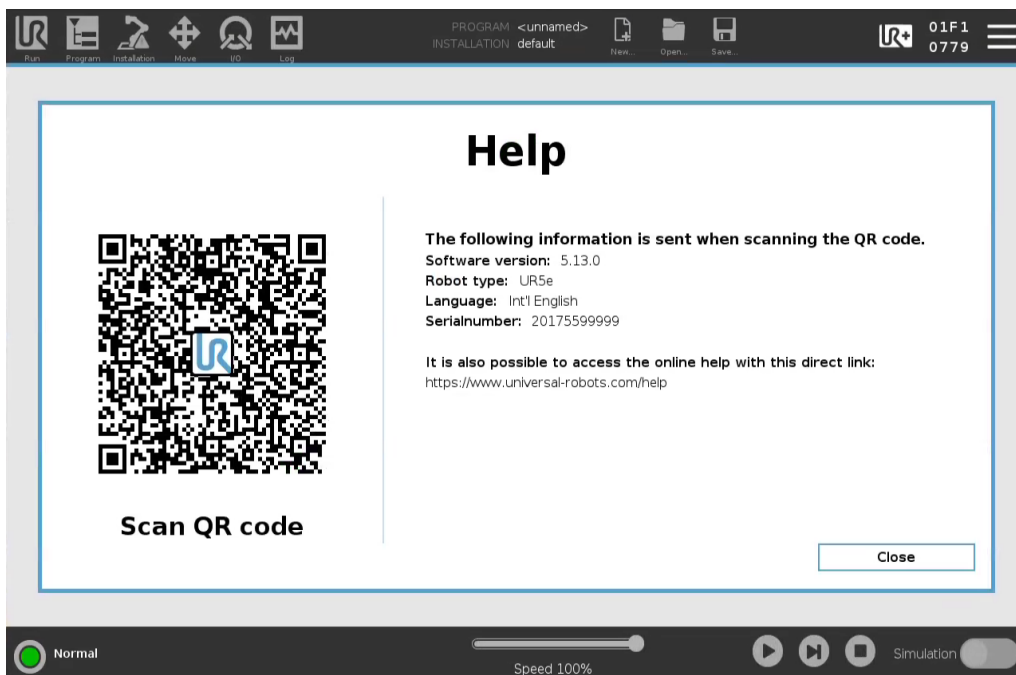 PROGRAM <unnamed>
INSTALLATION default
Run Program Installation Move I/O Log New... Open... Save...
UR+
01F1
0779
Help
The following information is sent when scanning the QR code.
Software version: 5.13.0
Robot type: UR5e
Language: Int'l English
Serialnumber: 20175599999
It is also possible to access the online help with this direct link:
https://www.universal-robots.com/help
UR
Scan QR code
Close
Normal
Speed 100%
Simulation